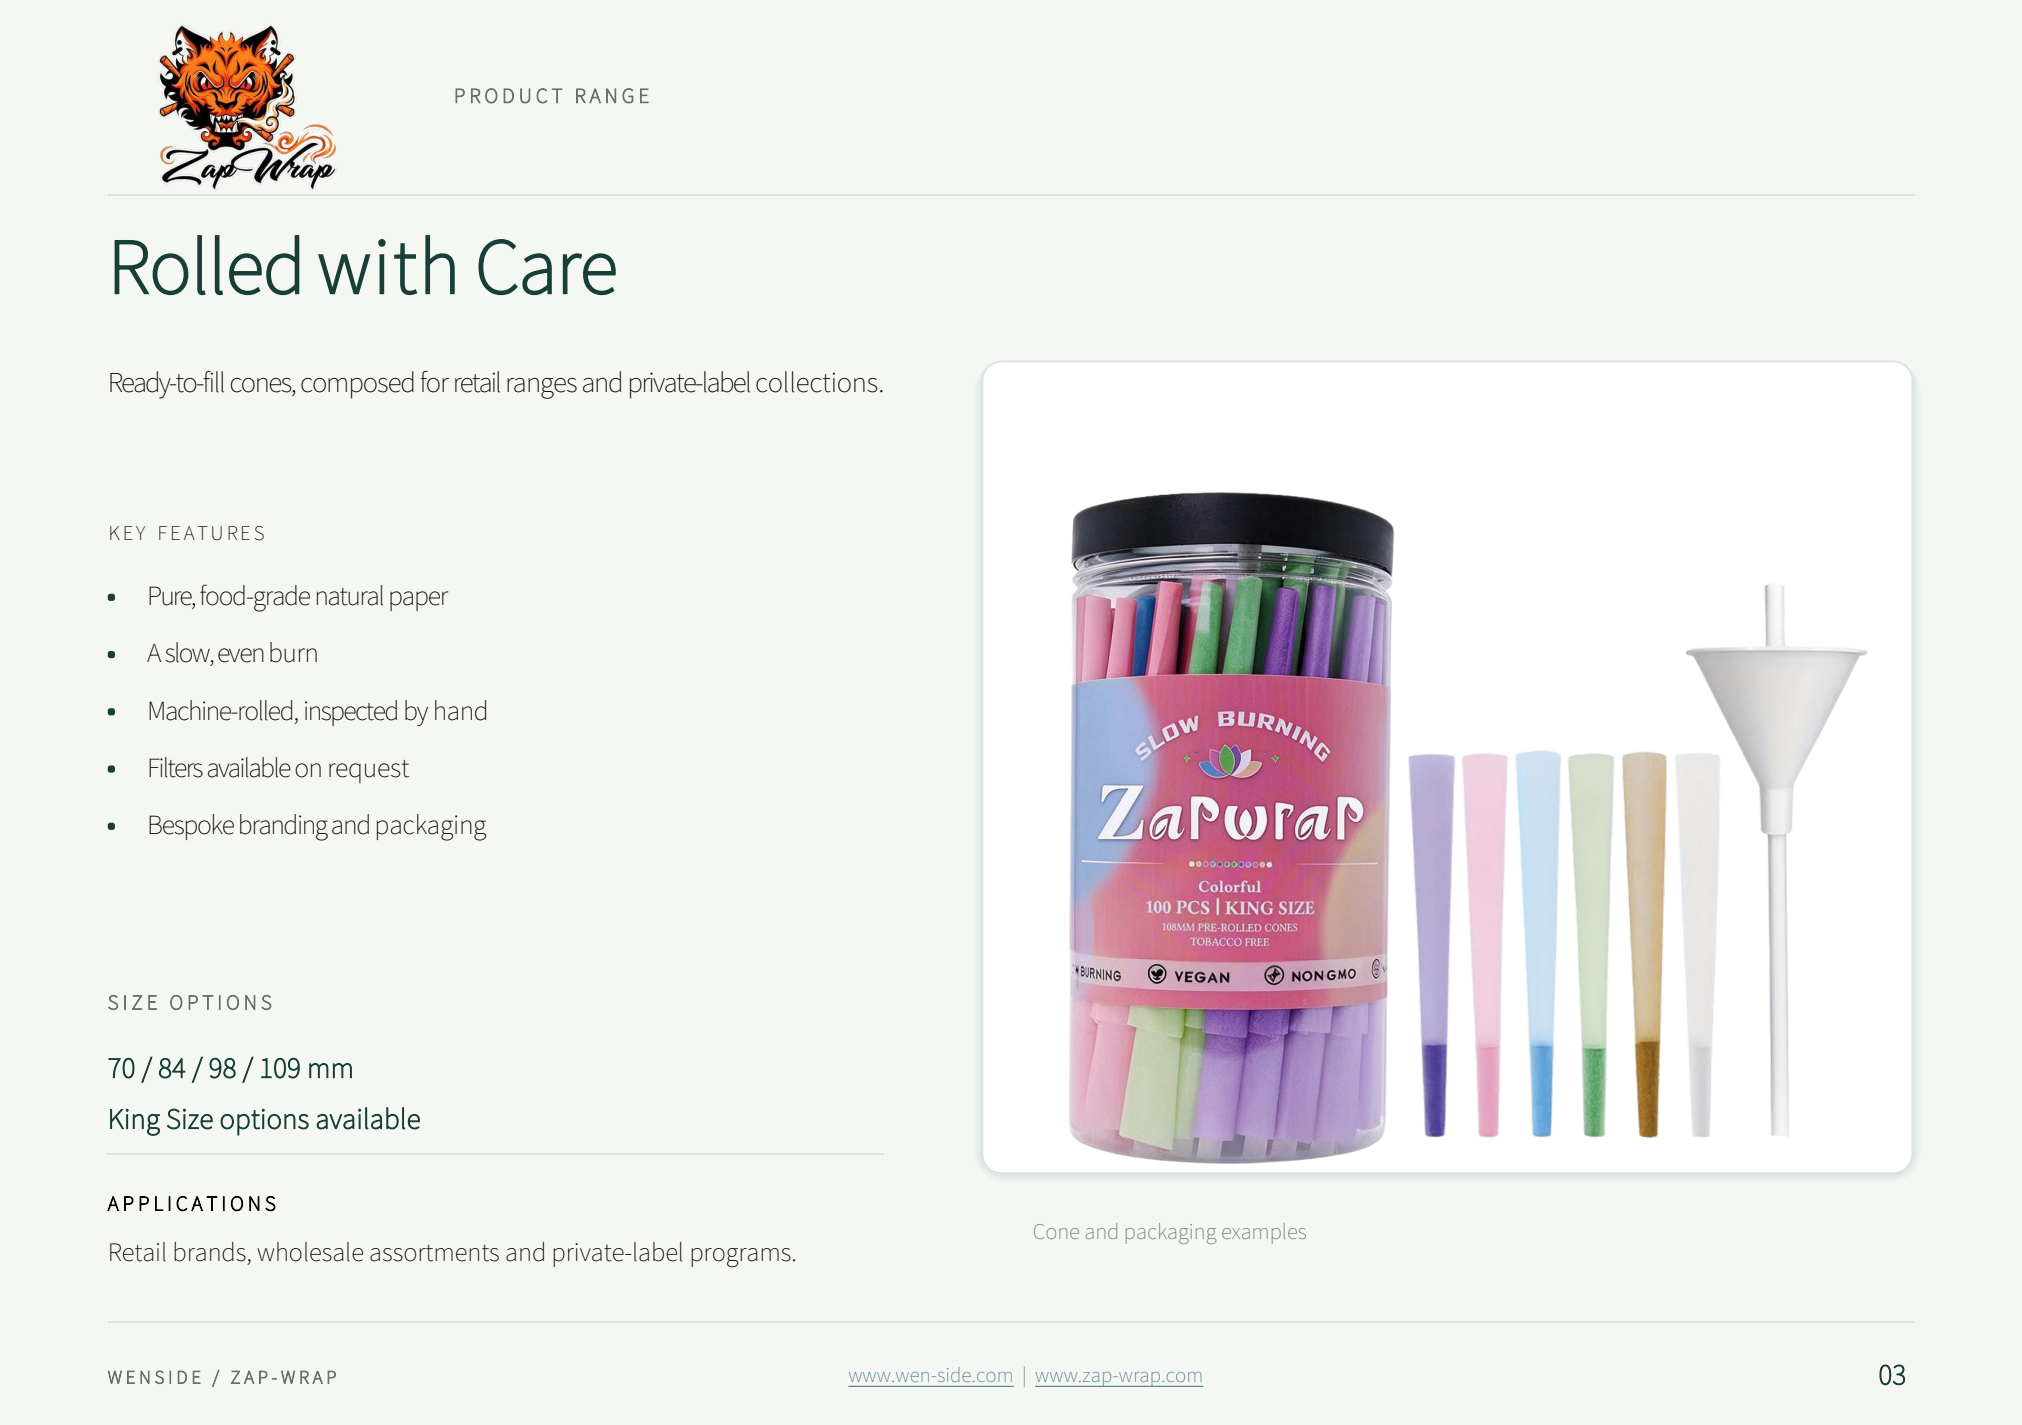 Zap Wrap
PRODUCT RANGE
Rolled with Care
Ready-to-fill cones, composed for retail ranges and private-label collections.
KEY FEATURES
• Pure, food-grade natural paper
• A slow, even burn
• Machine-rolled, inspected by hand
• Filters available on request
• Bespoke branding and packaging
SIZE OPTIONS
70 / 84 / 98 / 109 mm
King Size options available
APPLICATIONS
Retail brands, wholesale assortments and private-label programs.
SLOW BURNING
Zapwrap
Colorful
100 PCS | KING SIZE
108MM PRE-ROLLED CONES
TOBACCO FREE
BURNING VEGAN NON GMO
Cone and packaging examples
WENSIDE / ZAP-WRAP
www.wen-side.com | www.zap-wrap.com
03